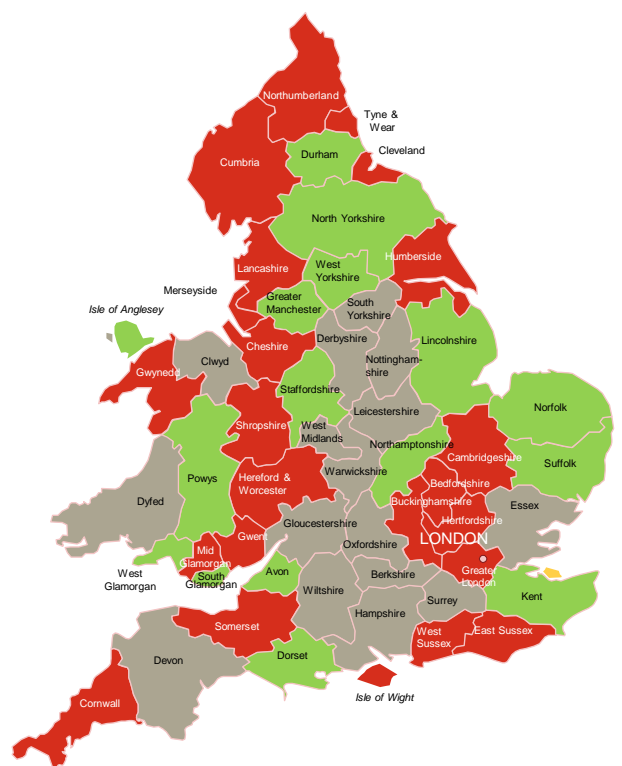 Northumberland
Tyne &
Wear
Cleveland
Durham
Cumbria
North Yorkshire
Humberside
Lancashire
West
Yorkshire
Merseyside
Greater
Manchester
South
Yorkshire
Isle of Anglesey
Lincolnshire
Derbyshire
Cheshire
Clwyd
Nottingham-
shire
Gwynedd
Staffordshire
Norfolk
Leicestershire
Shropshire
West
Midlands
Northamptonshire
Cambridgeshire
Suffolk
Warwickshire
Powys
Hereford &
Worcester
Bedfordshire
Dyfed
Buckinghamshire
Essex
Gloucestershire
Hertfordshire
Gwent
LONDON
Oxfordshire
Mid
Glamorgan
West
Glamorgan
South
Glamorgan
Avon
Berkshire
Greater
London
Wiltshire
Kent
Surrey
Hampshire
Somerset
West
Sussex
East Sussex
Dorset
Devon
Isle of Wight
Cornwall